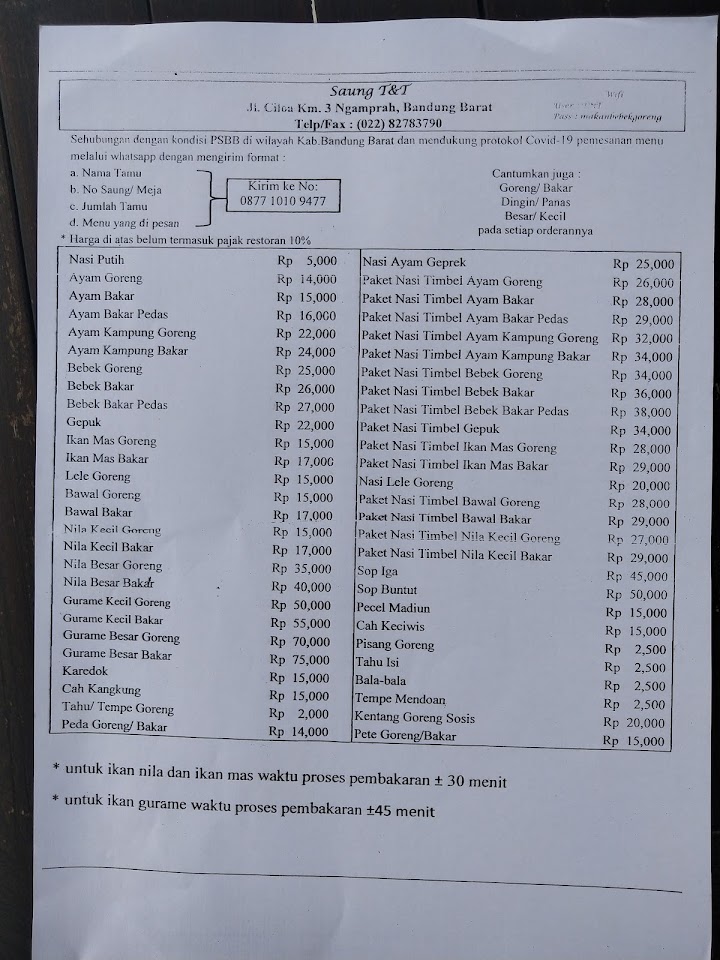 Saung T&T
Jl. Ciloa Km. 3 Ngamprah, Bandung Barat
Telp/Fax : (022) 82783790
Wifi
User :
Pass : makanbebekgoreng
Sehubungan dengan kondisi PSBB di wilayah Kab.Bandung Barat dan mendukung protokol Covid-19 pemesanan menu
melalui whatsapp dengan mengirim format :
a. Nama Tamu
b. No Saung/ Meja
c. Jumlah Tamu
d. Menu yang di pesan
Kirim ke No:
0877 1010 9477
Cantumkan juga :
Goreng/ Bakar
Dingin/ Panas
Besar/ Kecil
pada setiap orderannya
* Harga di atas belum termasuk pajak restoran 10%
Nasi Putih Rp 5,000
Ayam Goreng Rp 14,000
Ayam Bakar Rp 15,000
Ayam Bakar Pedas Rp 16,000
Ayam Kampung Goreng Rp 22,000
Ayam Kampung Bakar Rp 24,000
Bebek Goreng Rp 25,000
Bebek Bakar Rp 26,000
Bebek Bakar Pedas Rp 27,000
Gepuk Rp 22,000
Ikan Mas Goreng Rp 15,000
Ikan Mas Bakar Rp 17,000
Lele Goreng Rp 15,000
Bawal Goreng Rp 15,000
Bawal Bakar Rp 17,000
Nila Kecil Goreng Rp 15,000
Nila Kecil Bakar Rp 17,000
Nila Besar Goreng Rp 35,000
Nila Besar Bakar Rp 40,000
Gurame Kecil Goreng Rp 50,000
Gurame Kecil Bakar Rp 55,000
Gurame Besar Goreng Rp 70,000
Gurame Besar Bakar Rp 75,000
Karedok Rp 15,000
Cah Kangkung Rp 15,000
Tahu/ Tempe Goreng Rp 2,000
Peda Goreng/ Bakar Rp 14,000
Nasi Ayam Geprek Rp 25,000
Paket Nasi Timbel Ayam Goreng Rp 26,000
Paket Nasi Timbel Ayam Bakar Rp 28,000
Paket Nasi Timbel Ayam Bakar Pedas Rp 29,000
Paket Nasi Timbel Ayam Kampung Goreng Rp 32,000
Paket Nasi Timbel Ayam Kampung Bakar Rp 34,000
Paket Nasi Timbel Bebek Goreng Rp 34,000
Paket Nasi Timbel Bebek Bakar Rp 36,000
Paket Nasi Timbel Bebek Bakar Pedas Rp 38,000
Paket Nasi Timbel Gepuk Rp 34,000
Paket Nasi Timbel Ikan Mas Goreng Rp 28,000
Paket Nasi Timbel Ikan Mas Bakar Rp 29,000
Nasi Lele Goreng Rp 20,000
Paket Nasi Timbel Bawal Goreng Rp 28,000
Paket Nasi Timbel Bawal Bakar Rp 29,000
Paket Nasi Timbel Nila Kecil Goreng Rp 27,000
Paket Nasi Timbel Nila Kecil Bakar Rp 29,000
Sop Iga Rp 45,000
Sop Buntut Rp 50,000
Pecel Madiun Rp 15,000
Cah Keciwis Rp 15,000
Pisang Goreng Rp 2,500
Tahu Isi Rp 2,500
Bala-bala Rp 2,500
Tempe Mendoan Rp 2,500
Kentang Goreng Sosis Rp 20,000
Pete Goreng/Bakar Rp 15,000
* untuk ikan nila dan ikan mas waktu proses pembakaran ± 30 menit
* untuk ikan gurame waktu proses pembakaran ±45 menit